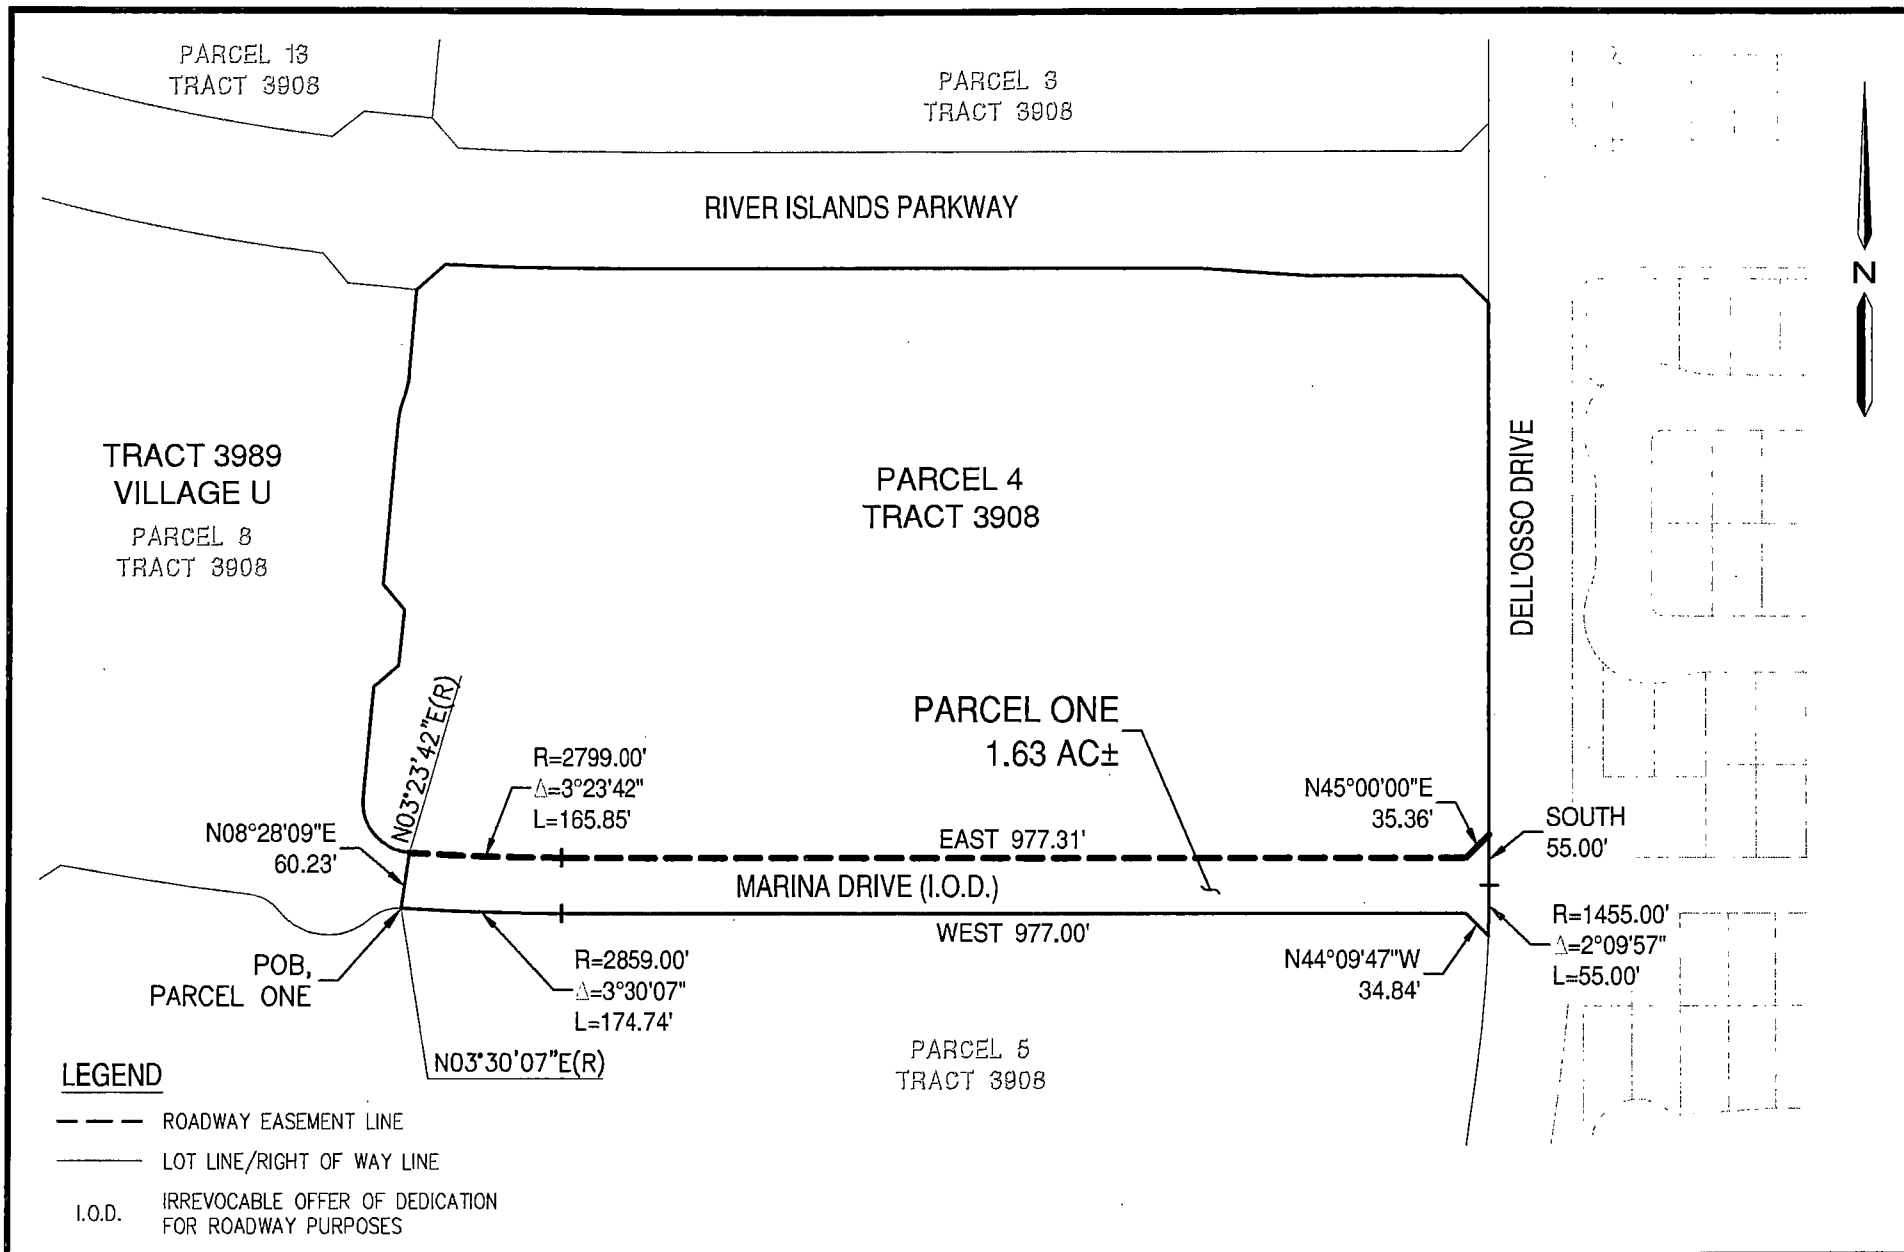 PARCEL 13
TRACT 3908
PARCEL 3
TRACT 3908
RIVER ISLANDS PARKWAY
N
TRACT 3989
VILLAGE U
PARCEL 8
TRACT 3908
PARCEL 4
TRACT 3908
DELL'OSSO DRIVE
PARCEL ONE
1.63 AC±
N03°23'42"E(R)
R=2799.00'
Δ=3°23'42"
L=165.85'
N08°28'09"E
60.23'
EAST 977.31'
N45°00'00"E
35.36'
SOUTH
55.00'
MARINA DRIVE (I.O.D.)
WEST 977.00'
POB,
PARCEL ONE
R=2859.00'
Δ=3°30'07"
L=174.74'
N44°09'47"W
34.84'
R=1455.00'
Δ=2°09'57"
L=55.00'
N03°30'07"E(R)
PARCEL 5
TRACT 3908
LEGEND
ROADWAY EASEMENT LINE
LOT LINE/RIGHT OF WAY LINE
I.O.D. IRREVOCABLE OFFER OF DEDICATION
FOR ROADWAY PURPOSES